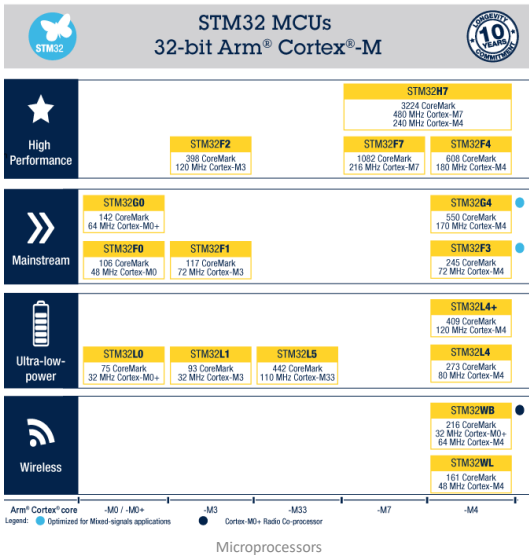 STM32
STM32 MCUs
32-bit Arm® Cortex®-M
LONGEVITY
10
YEARS
COMMITMENT
High
Performance
STM32H7
3224 CoreMark
480 MHz Cortex-M7
240 MHz Cortex-M4
STM32F2
398 CoreMark
120 MHz Cortex-M3
STM32F7
1082 CoreMark
216 MHz Cortex-M7
STM32F4
608 CoreMark
180 MHz Cortex-M4
Mainstream
STM32G0
142 CoreMark
64 MHz Cortex-M0+
STM32G4
550 CoreMark
170 MHz Cortex-M4
STM32F0
106 CoreMark
48 MHz Cortex-M0
STM32F1
117 CoreMark
72 MHz Cortex-M3
STM32F3
245 CoreMark
72 MHz Cortex-M4
Ultra-low-
power
STM32L4+
409 CoreMark
120 MHz Cortex-M4
STM32L0
75 CoreMark
32 MHz Cortex-M0+
STM32L1
93 CoreMark
32 MHz Cortex-M3
STM32L5
442 CoreMark
110 MHz Cortex-M33
STM32L4
273 CoreMark
80 MHz Cortex-M4
Wireless
STM32WB
216 CoreMark
32 MHz Cortex-M0+
64 MHz Cortex-M4
STM32WL
161 CoreMark
48 MHz Cortex-M4
Arm® Cortex® core -M0 / -M0+ -M3 -M33 -M7 -M4
Legend: Optimized for Mixed-signals applications Cortex-M0+ Radio Co-processor
Microprocessors